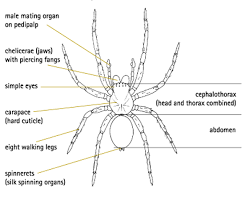 male mating organ
on pedipalp
chelicerae (jaws)
with piercing fangs
simple eyes
carapace
(hard cuticle)
eight walking legs
spinnerets
(silk spinning organs)
cephalothorax
(head and thorax combined)
abdomen